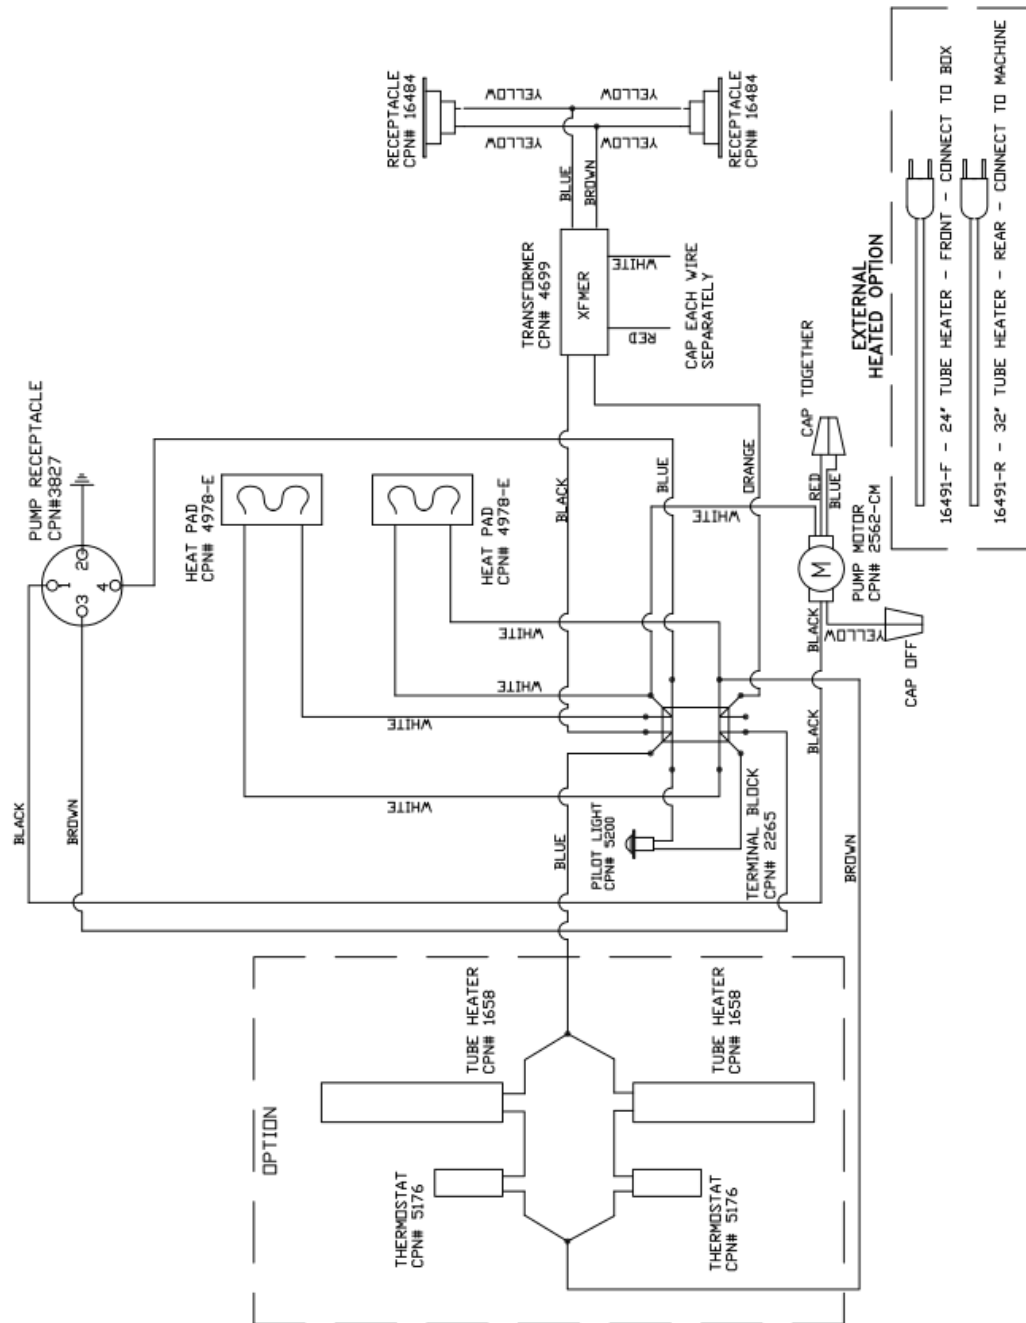 PUMP RECEPTACLE
CPN#3827
1
2
3
4
BLACK
BROWN
HEAT PAD
CPN# 4978-E
HEAT PAD
CPN# 4978-E
WHITE
WHITE
WHITE
WHITE
RECEPTACLE
CPN# 16484
YELLOW
YELLOW
YELLOW
YELLOW
RECEPTACLE
CPN# 16484
BLUE
BROWN
TRANSFORMER
CPN# 4699
XFMER
WHITE
RED
CAP EACH WIRE
SEPARATELY
BLACK
BLUE
ORANGE
WHITE
CAP TOGETHER
RED
BLUE
M
PUMP MOTOR
CPN# 2562-CM
BLACK
YELLOW
CAP OFF
BLACK
BLUE
PILOT LIGHT
CPN# 5200
TERMINAL BLOCK
CPN# 2265
BROWN
OPTION
TUBE HEATER
CPN# 1658
TUBE HEATER
CPN# 1658
THERMOSTAT
CPN# 5176
THERMOSTAT
CPN# 5176
EXTERNAL
HEATED OPTION
16491-F - 24" TUBE HEATER - FRONT - CONNECT TO BOX
16491-R - 32" TUBE HEATER - REAR - CONNECT TO MACHINE